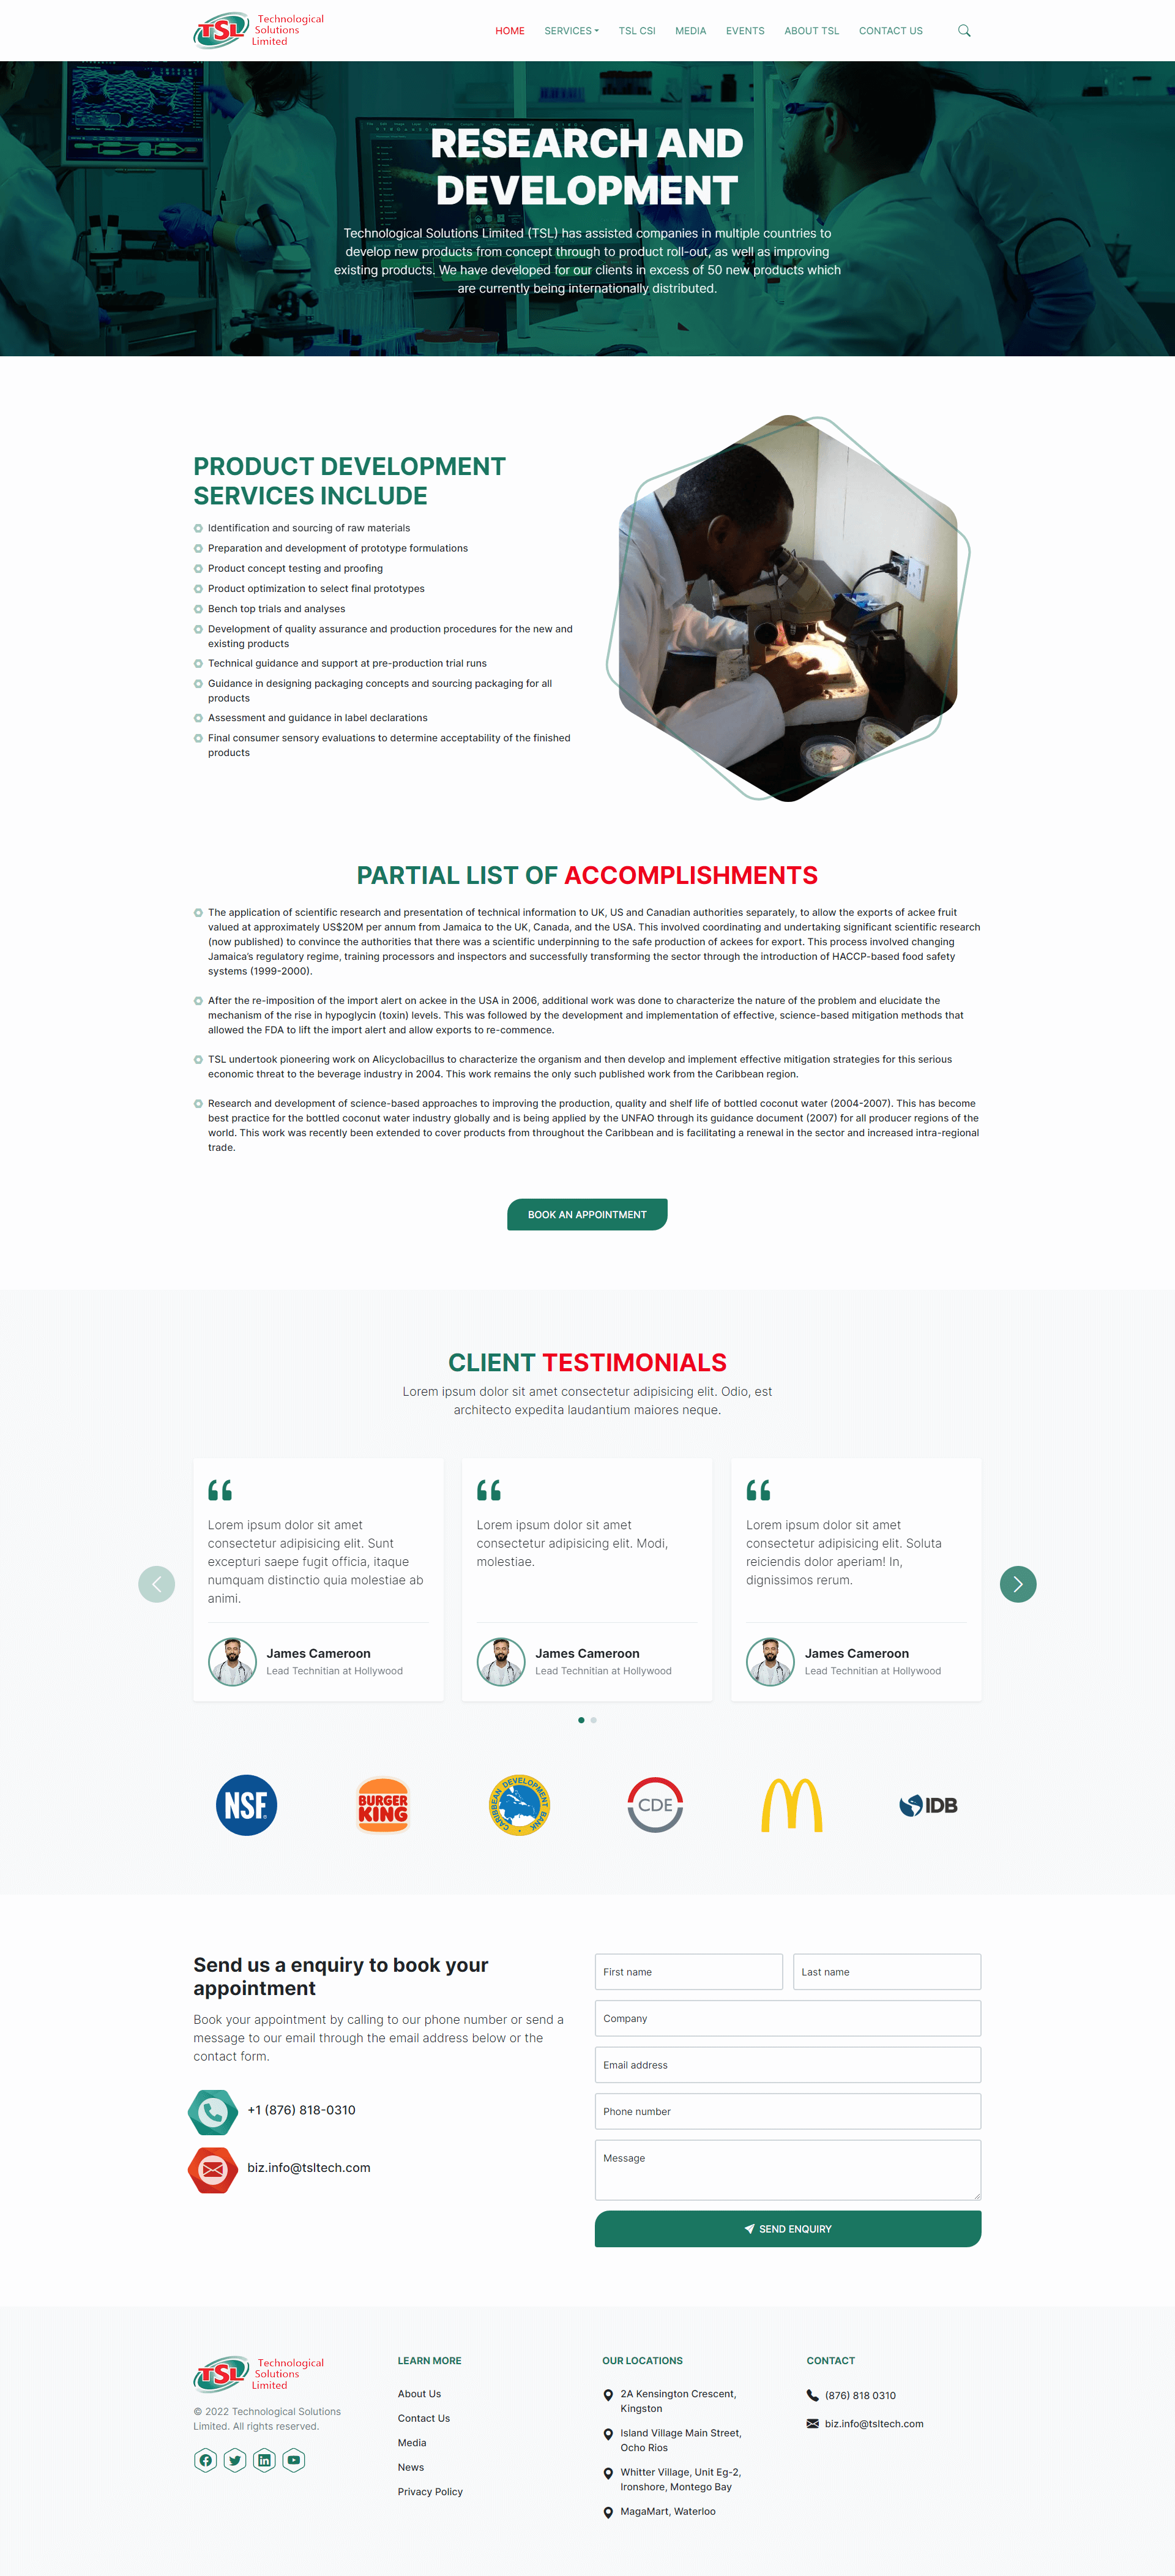 TSL Technological
Solutions
Limited
HOME SERVICES TSL CSI MEDIA EVENTS ABOUT TSL CONTACT US
RESEARCH AND
DEVELOPMENT
Technological Solutions Limited (TSL) has assisted companies in multiple countries to
develop new products from concept through to product roll-out, as well as improving
existing products. We have developed for our clients in excess of 50 new products which
are currently being internationally distributed.
PRODUCT DEVELOPMENT
SERVICES INCLUDE
Identification and sourcing of raw materials
Preparation and development of prototype formulations
Product concept testing and proofing
Product optimization to select final prototypes
Bench top trials and analyses
Development of quality assurance and production procedures for the new and
existing products
Technical guidance and support at pre-production trial runs
Guidance in designing packaging concepts and sourcing packaging for all
products
Assessment and guidance in label declarations
Final consumer sensory evaluations to determine acceptability of the finished
products
PARTIAL LIST OF ACCOMPLISHMENTS
The application of scientific research and presentation of technical information to UK, US and Canadian authorities separately, to allow the exports of ackee fruit
valued at approximately US$20M per annum from Jamaica to the UK, Canada, and the USA. This involved coordinating and undertaking significant scientific research
(now published) to convince the authorities that there was a scientific underpinning to the safe production of ackees for export. This process involved changing
Jamaica's regulatory regime, training processors and inspectors and successfully transforming the sector through the introduction of HACCP-based food safety
systems (1999-2000).
After the re-imposition of the import alert on ackee in the USA in 2006, additional work was done to characterize the nature of the problem and elucidate the
mechanism of the rise in hypoglycin (toxin) levels. This was followed by the development and implementation of effective, science-based mitigation methods that
allowed the FDA to lift the import alert and allow exports to re-commence.
TSL undertook pioneering work on Alicyclobacillus to characterize the organism and then develop and implement effective mitigation strategies for this serious
economic threat to the beverage industry in 2004. This work remains the only such published work from the Caribbean region.
Research and development of science-based approaches to improving the production, quality and shelf life of bottled coconut water (2004-2007). This has become
best practice for the bottled coconut water industry globally and is being applied by the UNFAO through its guidance document (2007) for all producer regions of the
world. This work was recently been extended to cover products from throughout the Caribbean and is facilitating a renewal in the sector and increased intra-regional
trade.
BOOK AN APPOINTMENT
CLIENT TESTIMONIALS
Lorem ipsum dolor sit amet consectetur adipisicing elit. Odio, est
architecto expedita laudantium maiores neque.
Lorem ipsum dolor sit amet
consectetur adipisicing elit. Sunt
excepturi saepe fugit officia, itaque
numquam distinctio quia molestiae ab
animi.
James Cameroon
Lead Technitian at Hollywood
Lorem ipsum dolor sit amet
consectetur adipisicing elit. Modi,
molestiae.
James Cameroon
Lead Technitian at Hollywood
Lorem ipsum dolor sit amet
consectetur adipisicing elit. Soluta
reiciendis dolor aperiam! In,
dignissimos rerum.
James Cameroon
Lead Technitian at Hollywood
NSF
BURGER
KING
CARIBBEAN DEVELOPMENT BANK
CDE
IDB
Send us a enquiry to book your
appointment
Book your appointment by calling to our phone number or send a
message to our email through the email address below or the
contact form.
+1 (876) 818-0310
biz.info@tsltech.com
First name
Last name
Company
Email address
Phone number
Message
SEND ENQUIRY
TSL Technological
Solutions
Limited
© 2022 Technological Solutions
Limited. All rights reserved.
LEARN MORE
About Us
Contact Us
Media
News
Privacy Policy
OUR LOCATIONS
2A Kensington Crescent,
Kingston
Island Village Main Street,
Ocho Rios
Whitter Village, Unit Eg-2,
Ironshore, Montego Bay
MagaMart, Waterloo
CONTACT
(876) 818 0310
biz.info@tsltech.com